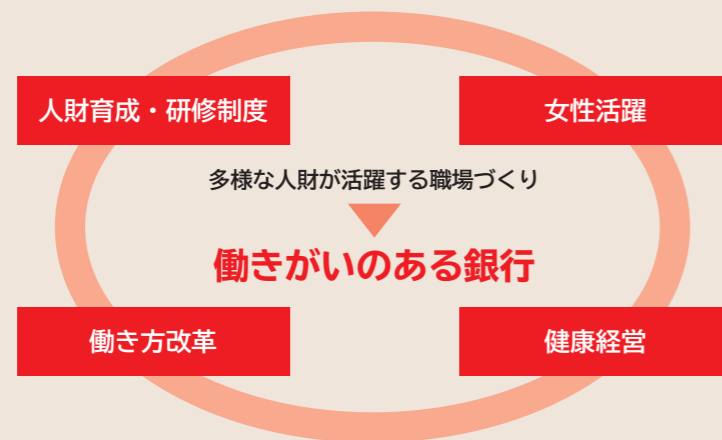 人財育成・研修制度
女性活躍
多様な人財が活躍する職場づくり
働きがいのある銀行
働き方改革
健康経営